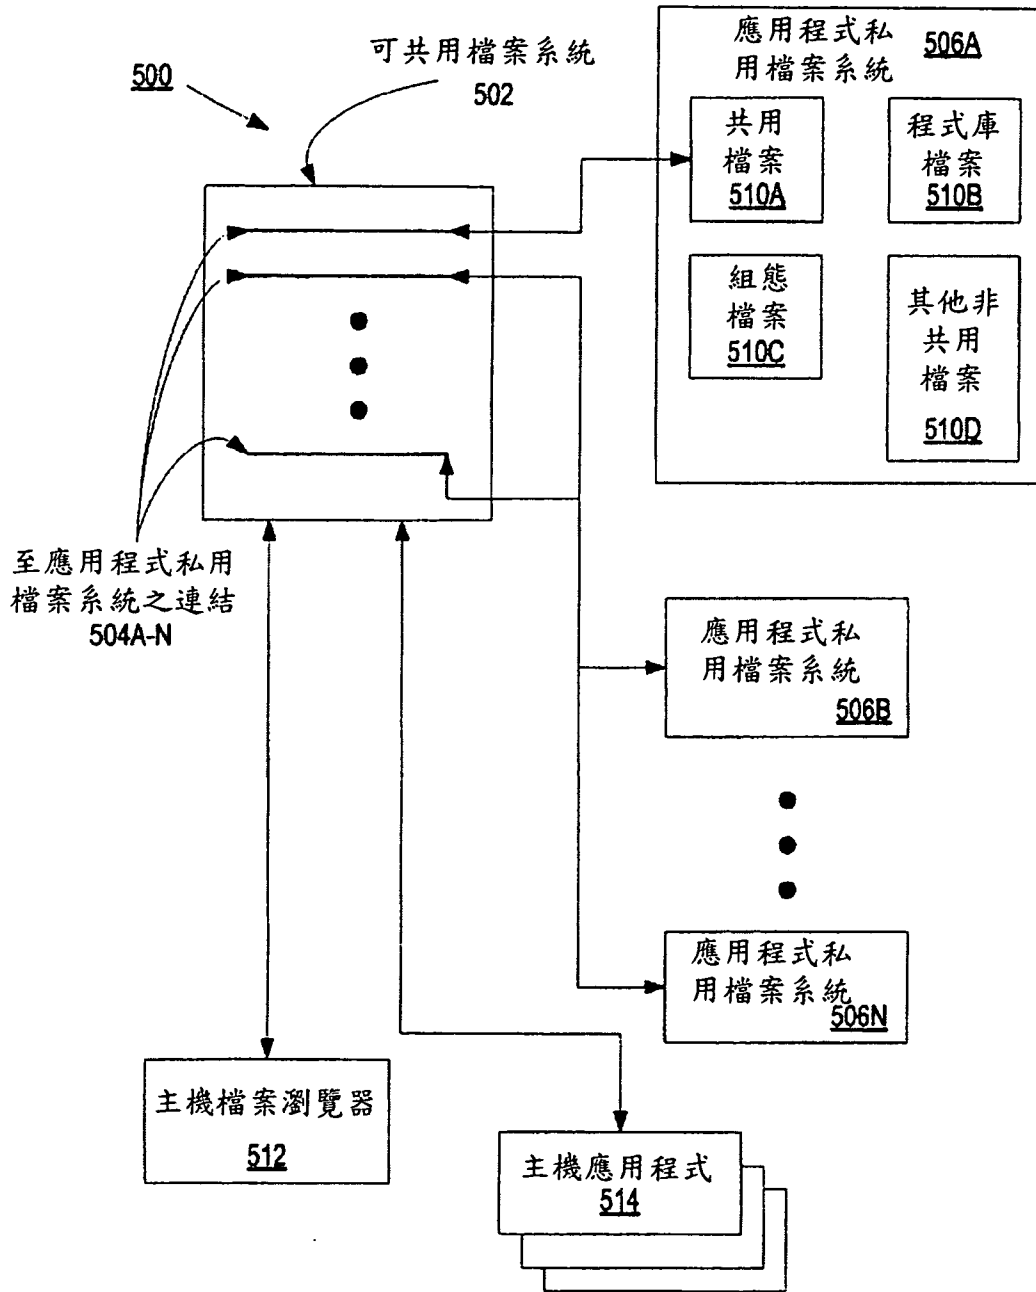 500
可共用檔案系統
502
應用程式私
用檔案系統
506A
共用
檔案
510A
程式庫
檔案
510B
組態
檔案
510C
其他非
共用
檔案
510D
至應用程式私用
檔案系統之連結
504A-N
應用程式私
用檔案系統
506B
應用程式私
用檔案系統
506N
主機檔案瀏覽器
512
主機應用程式
514